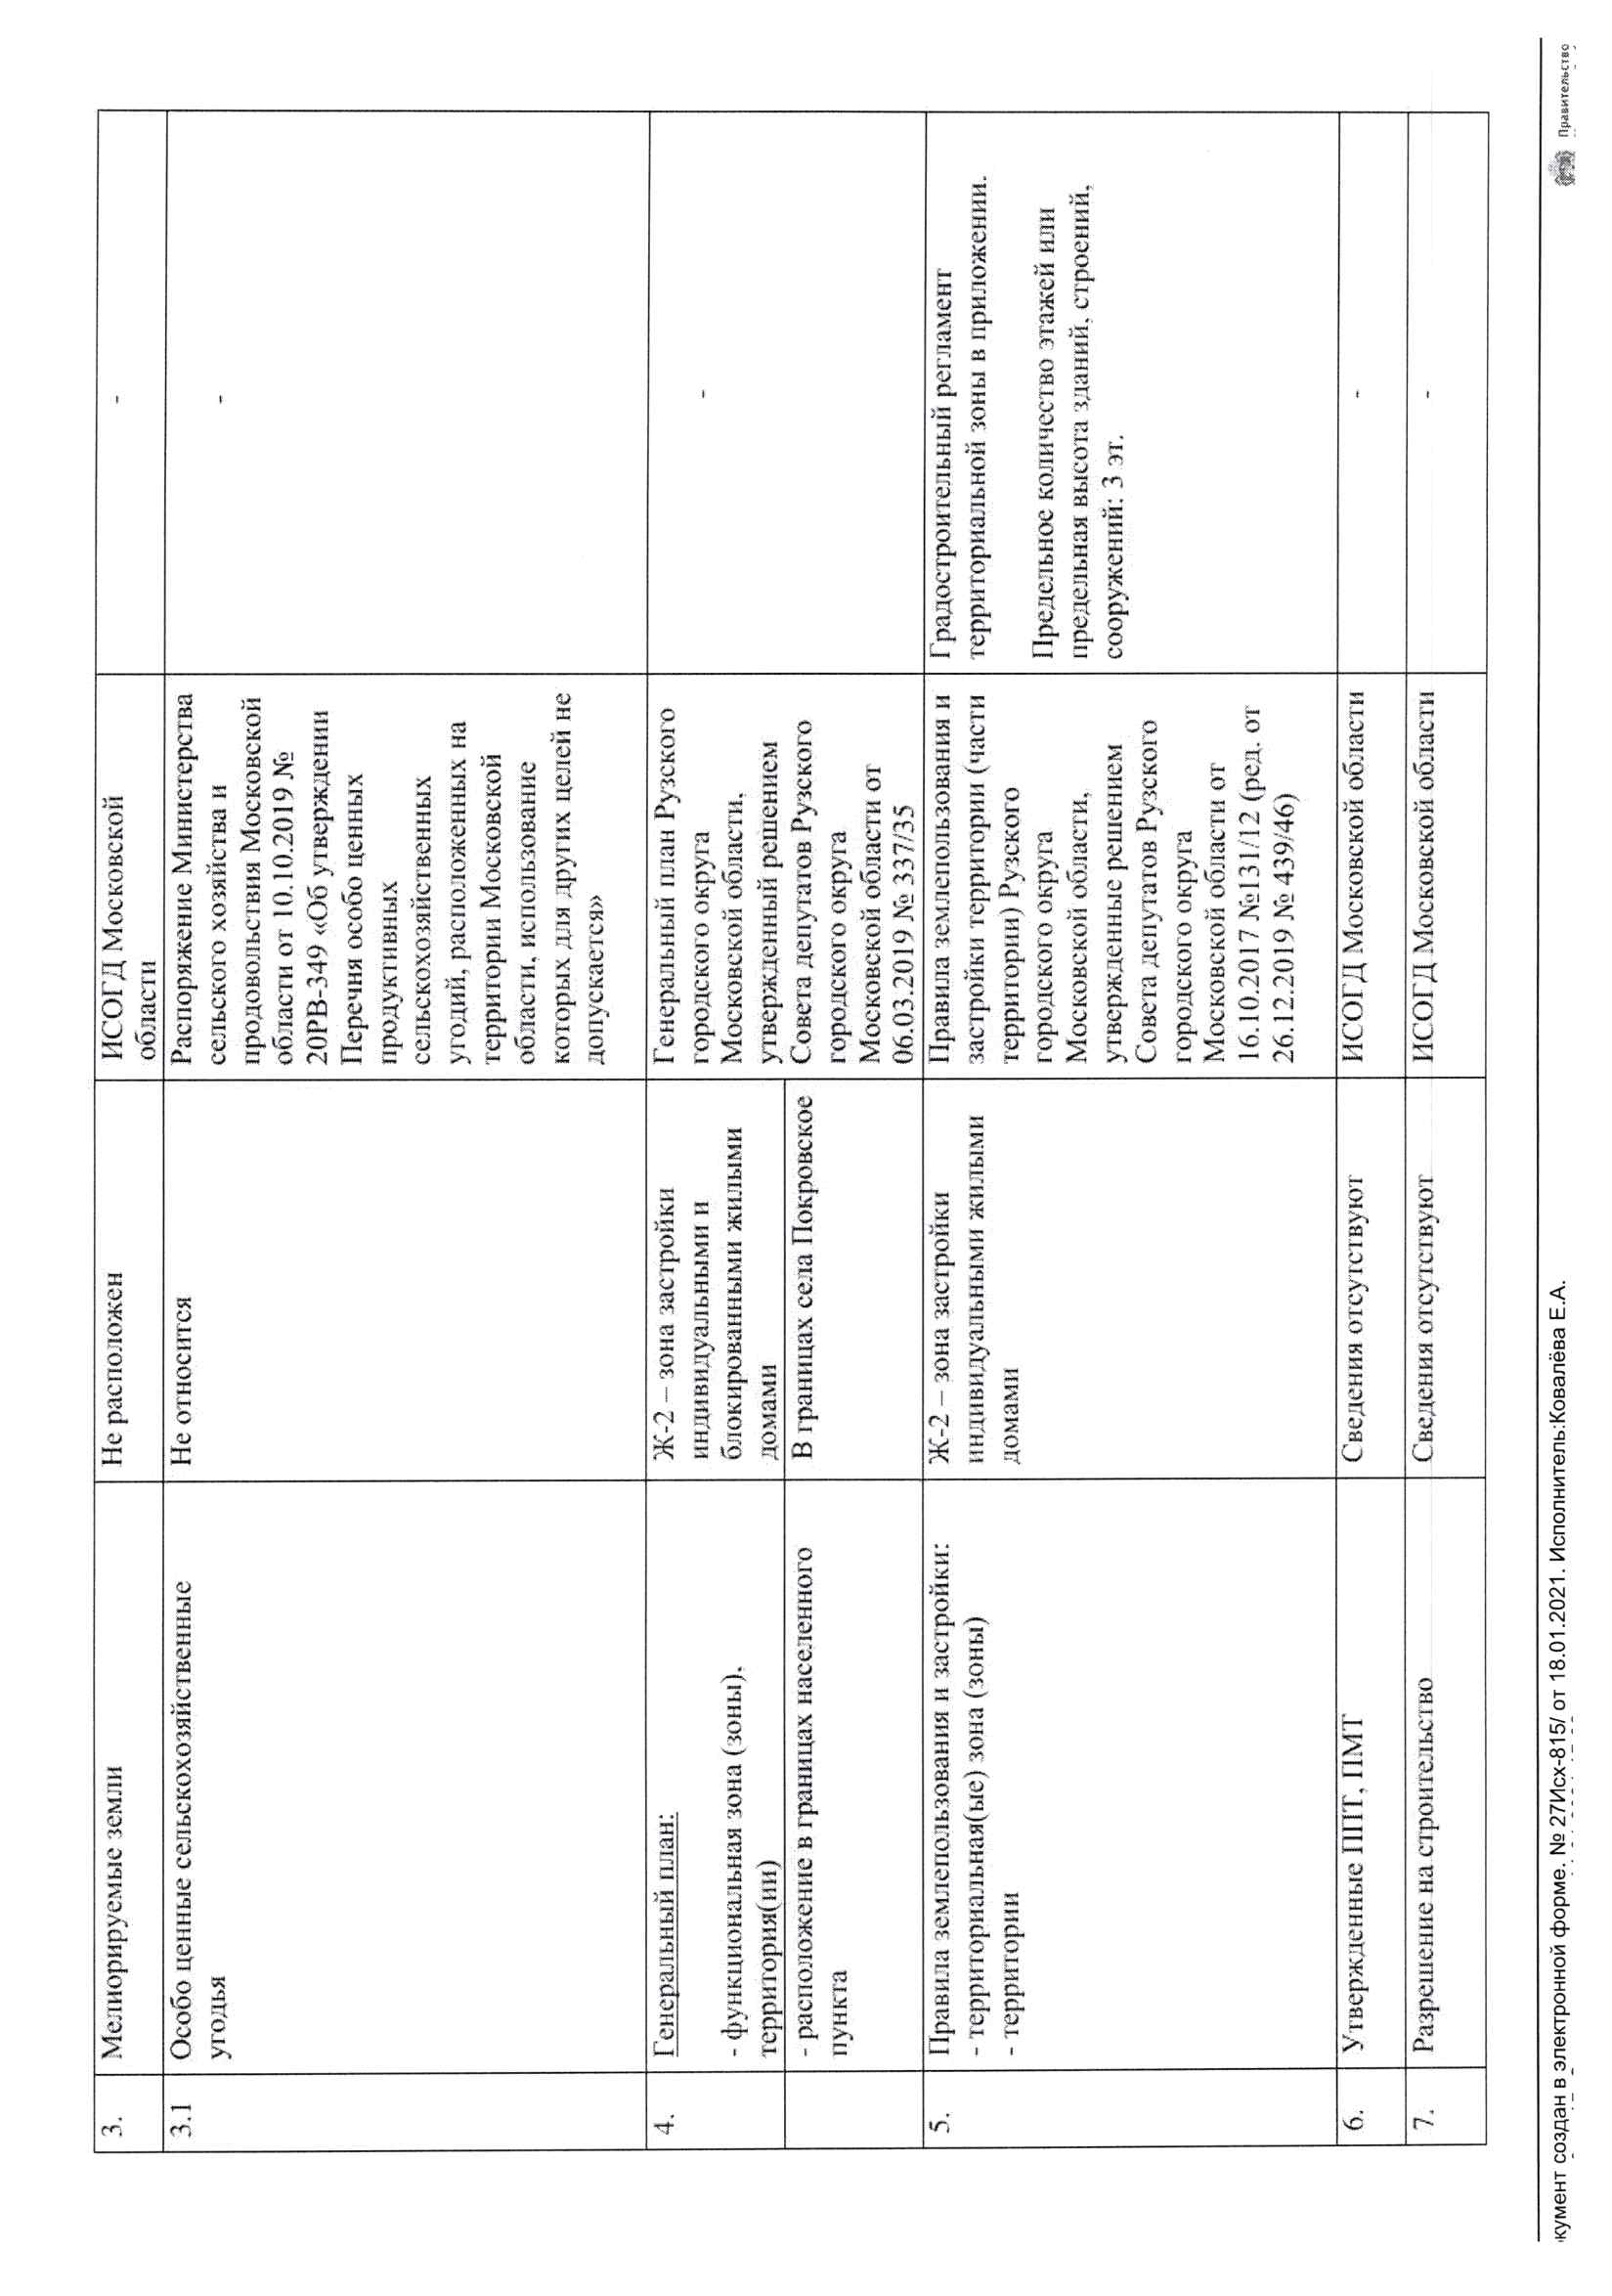 3.
Мелиорируемые земли
Не расположен
ИСОГД Московской
области
-
3.1
Особо ценные сельскохозяйственные
угодья
Не относится
Распоряжение Министерства
сельского хозяйства и
продовольствия Московской
области от 10.10.2019 №
20РВ-349 «Об утверждении
Перечня особо ценных
продуктивных
сельскохозяйственных
угодий, расположенных на
территории Московской
области, использование
которых для других целей не
допускается»
-
4.
Генеральный план:
- функциональная зона (зоны),
территория(ии)
Ж-2 – зона застройки
индивидуальными и
блокированными жилыми
домами
Генеральный план Рузского
городского округа
Московской области,
утвержденный решением
Совета депутатов Рузского
городского округа
Московской области от
06.03.2019 № 337/35
-
- расположение в границах населенного
пункта
В границах села Покровское
5.
Правила землепользования и застройки:
- территориальная(ые) зона (зоны)
- территории
Ж-2 – зона застройки
индивидуальными жилыми
домами
Правила землепользования и
застройки территории (части
территории) Рузского
городского округа
Московской области,
утвержденные решением
Совета депутатов Рузского
городского округа
Московской области от
16.10.2017 №131/12 (ред. от
26.12.2019 № 439/46)
Градостроительный регламент
территориальной зоны в приложении.
Предельное количество этажей или
предельная высота зданий, строений,
сооружений: 3 эт.
6.
Утвержденные ППТ, ПМТ
Сведения отсутствуют
ИСОГД Московской области
-
7.
Разрешение на строительство
Сведения отсутствуют
ИСОГД Московской области
-
кумент создан в электронной форме. № 27Исх-815/ от 18.01.2021. Исполнитель:Ковалёва Е.А.
Правительство